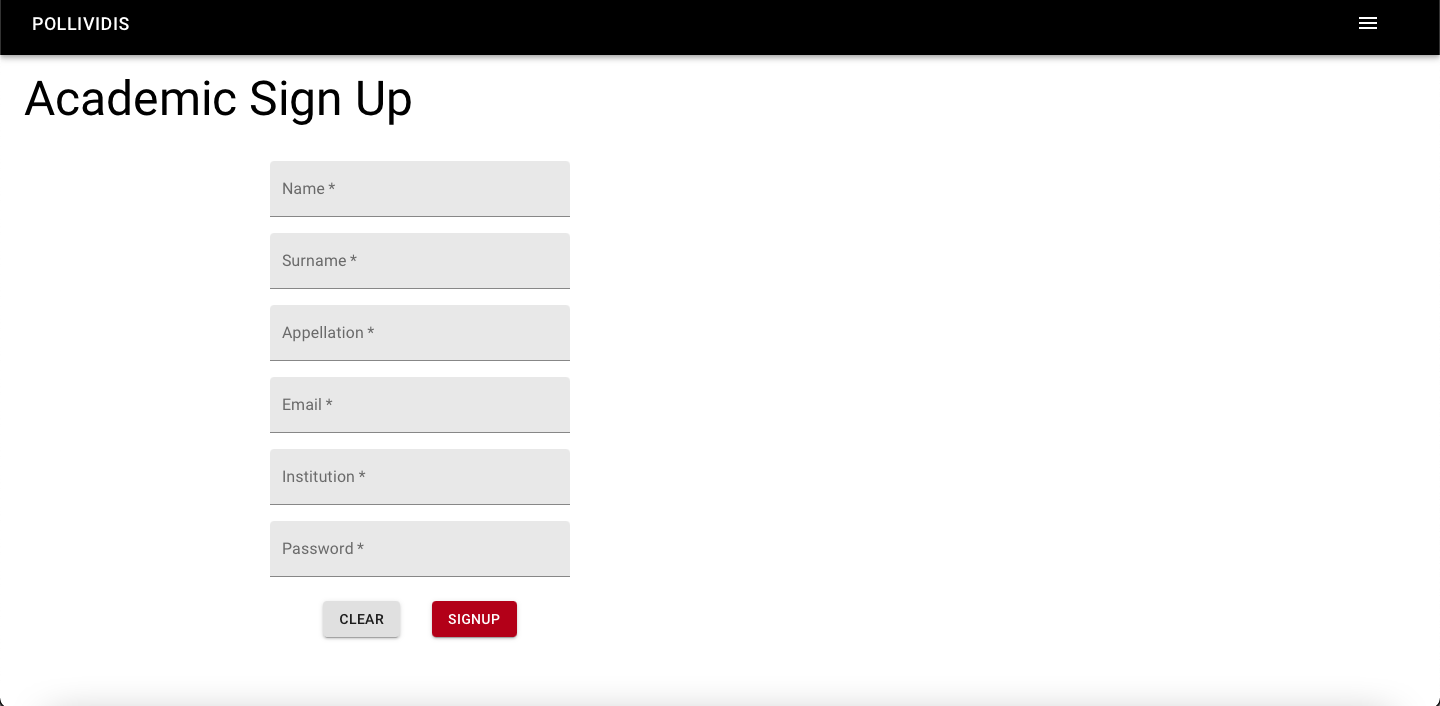 POLLIVIDIS
Academic Sign Up
Name *
Surname *
Appellation *
Email *
Institution *
Password *
CLEAR SIGNUP